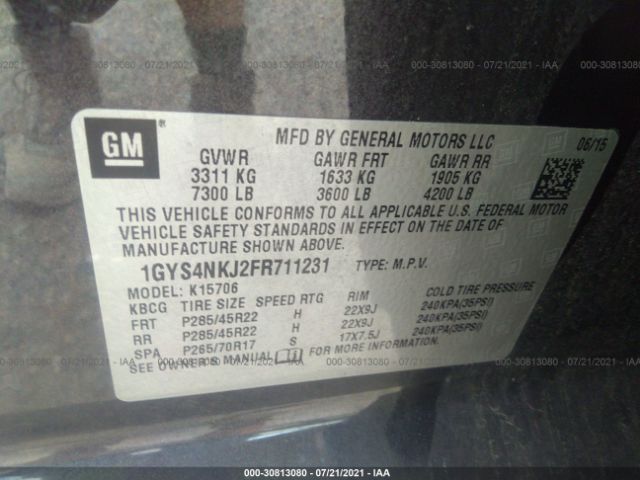 000-30813080 - 07/21/2021 - IAA
GM ®
MFD BY GENERAL MOTORS LLC 06/15
GVWR GAWR FRT GAWR RR
3311 KG 1633 KG 1905 KG
7300 LB 3600 LB 4200 LB
THIS VEHICLE CONFORMS TO ALL APPLICABLE U.S. FEDERAL MOTOR
VEHICLE SAFETY STANDARDS IN EFFECT ON THE DATE OF
MANUFACTURE SHOWN ABOVE.
1GYS4NKJ2FR711231 TYPE: M.P.V.
MODEL: K15706
KBCG TIRE SIZE SPEED RTG RIM COLD TIRE PRESSURE
FRT P285/45R22 H 22X9J 240KPA(35PSI)
RR P285/45R22 H 22X9J 240KPA(35PSI)
SPA P265/70R17 S 17X7.5J 240KPA(35PSI)
SEE OWNER'S MANUAL FOR MORE INFORMATION.
000-30813080 - 07/21/2021 - IAA